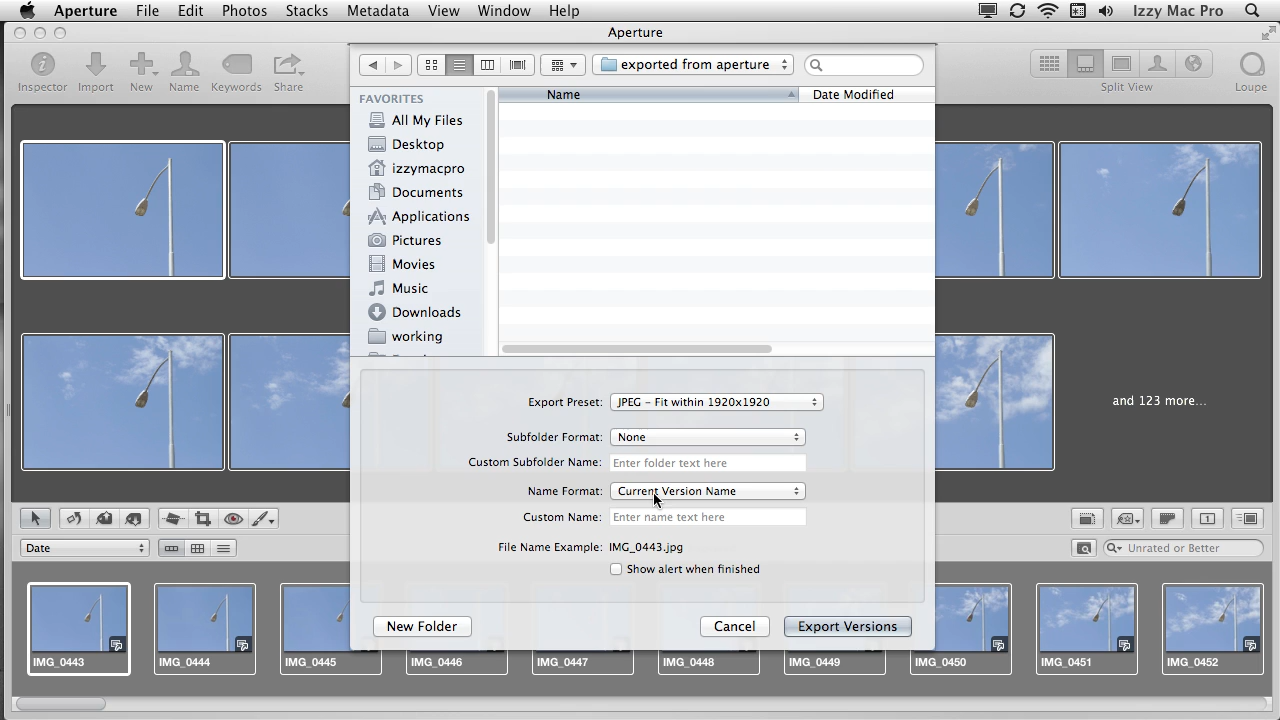 Aperture File Edit Photos Stacks Metadata View Window Help Izzy Mac Pro
Aperture
Inspector Import New Name Keywords Share
exported from aperture
Split View Loupe
FAVORITES
Name Date Modified
All My Files
Desktop
izzymacpro
Documents
Applications
Pictures
Movies
Music
Downloads
working
and 123 more...
Export Preset: JPEG – Fit within 1920x1920
Subfolder Format: None
Custom Subfolder Name: Enter folder text here
Name Format: Current Version Name
Custom Name: Enter name text here
File Name Example: IMG_0443.jpg
Show alert when finished
Date
Unrated or Better
New Folder Cancel Export Versions
IMG_0443 IMG_0444 IMG_0445 IMG_0446 IMG_0447 IMG_0448 IMG_0449 IMG_0450 IMG_0451 IMG_0452